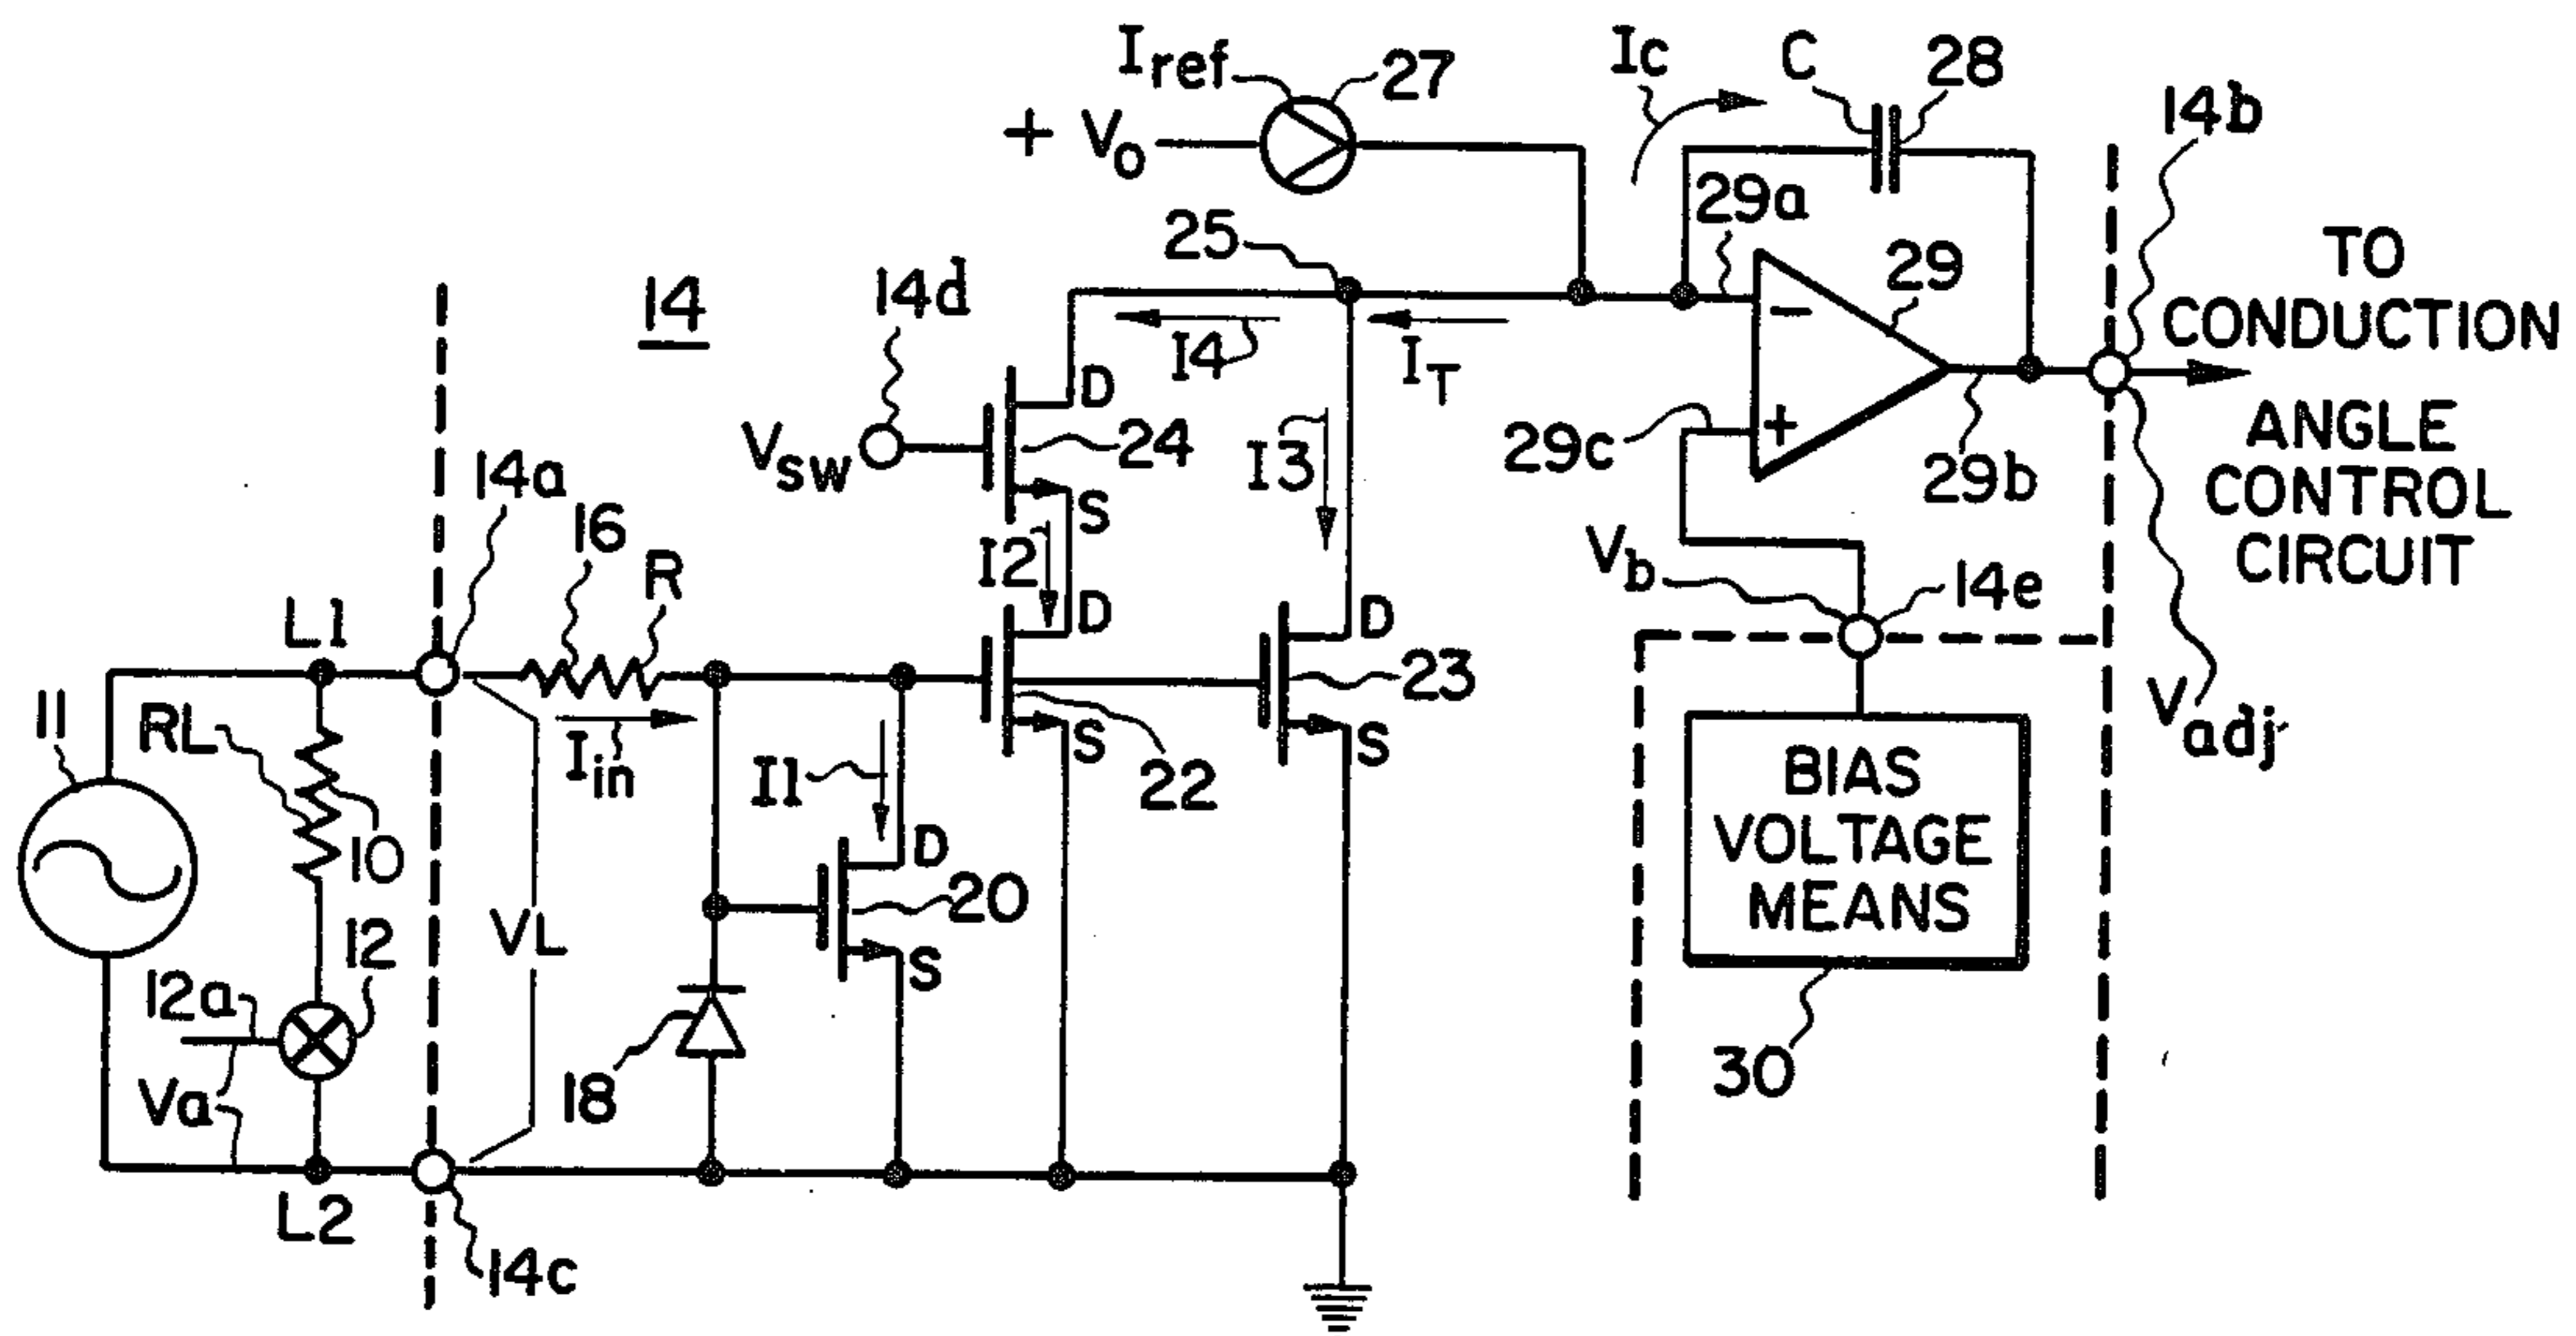 Iref
27
+ Vo
Ic
C
28
14b
29a
25
29
TO
CONDUCTION
ANGLE
CONTROL
CIRCUIT
14
14d
I4
IT
D
Vsw
24
S
I3
29c
29b
14a
16
R
I2
D
Vb
14e
D
L1
23
11
RL
Iin
I1
S
22
S
Vadj
10
D
20
BIAS
VOLTAGE
MEANS
VL
12
S
12a
18
30
Va
L2
14c
-
+